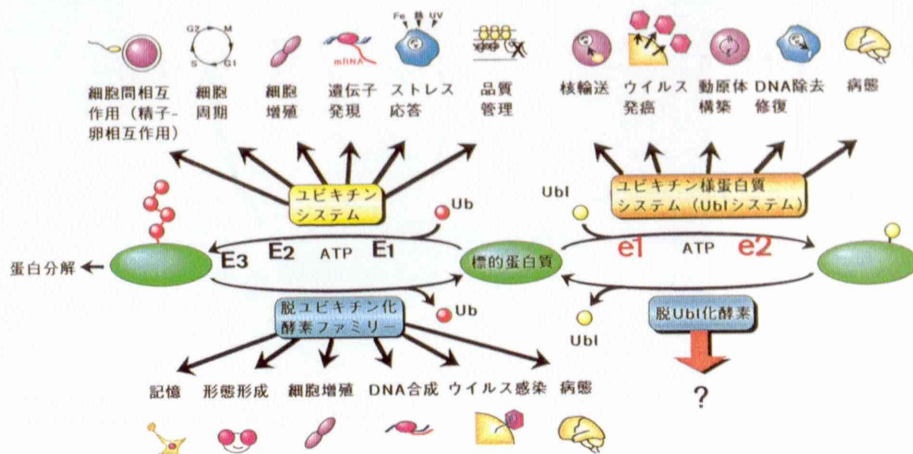 Fe 熱 UV
G2 M
S G1
mRNA
細胞間相互
作用（精子-
卵相互作用）
細胞
周期
細胞
増殖
遺伝子
発現
ストレス
応答
品質
管理
核輸送
ウイルス
発癌
動原体
構築
DNA除去
修復
病態
ユビキチン
システム
Ub
Ubl
ユビキチン様蛋白質
システム（Ublシステム）
E3 E2 ATP E1
標的蛋白質
e1 ATP e2
蛋白分解
脱ユビキチン化
酵素ファミリー
Ub
Ubl
脱Ubl化酵素
記憶 形態形成 細胞増殖 DNA合成 ウイルス感染 病態
?